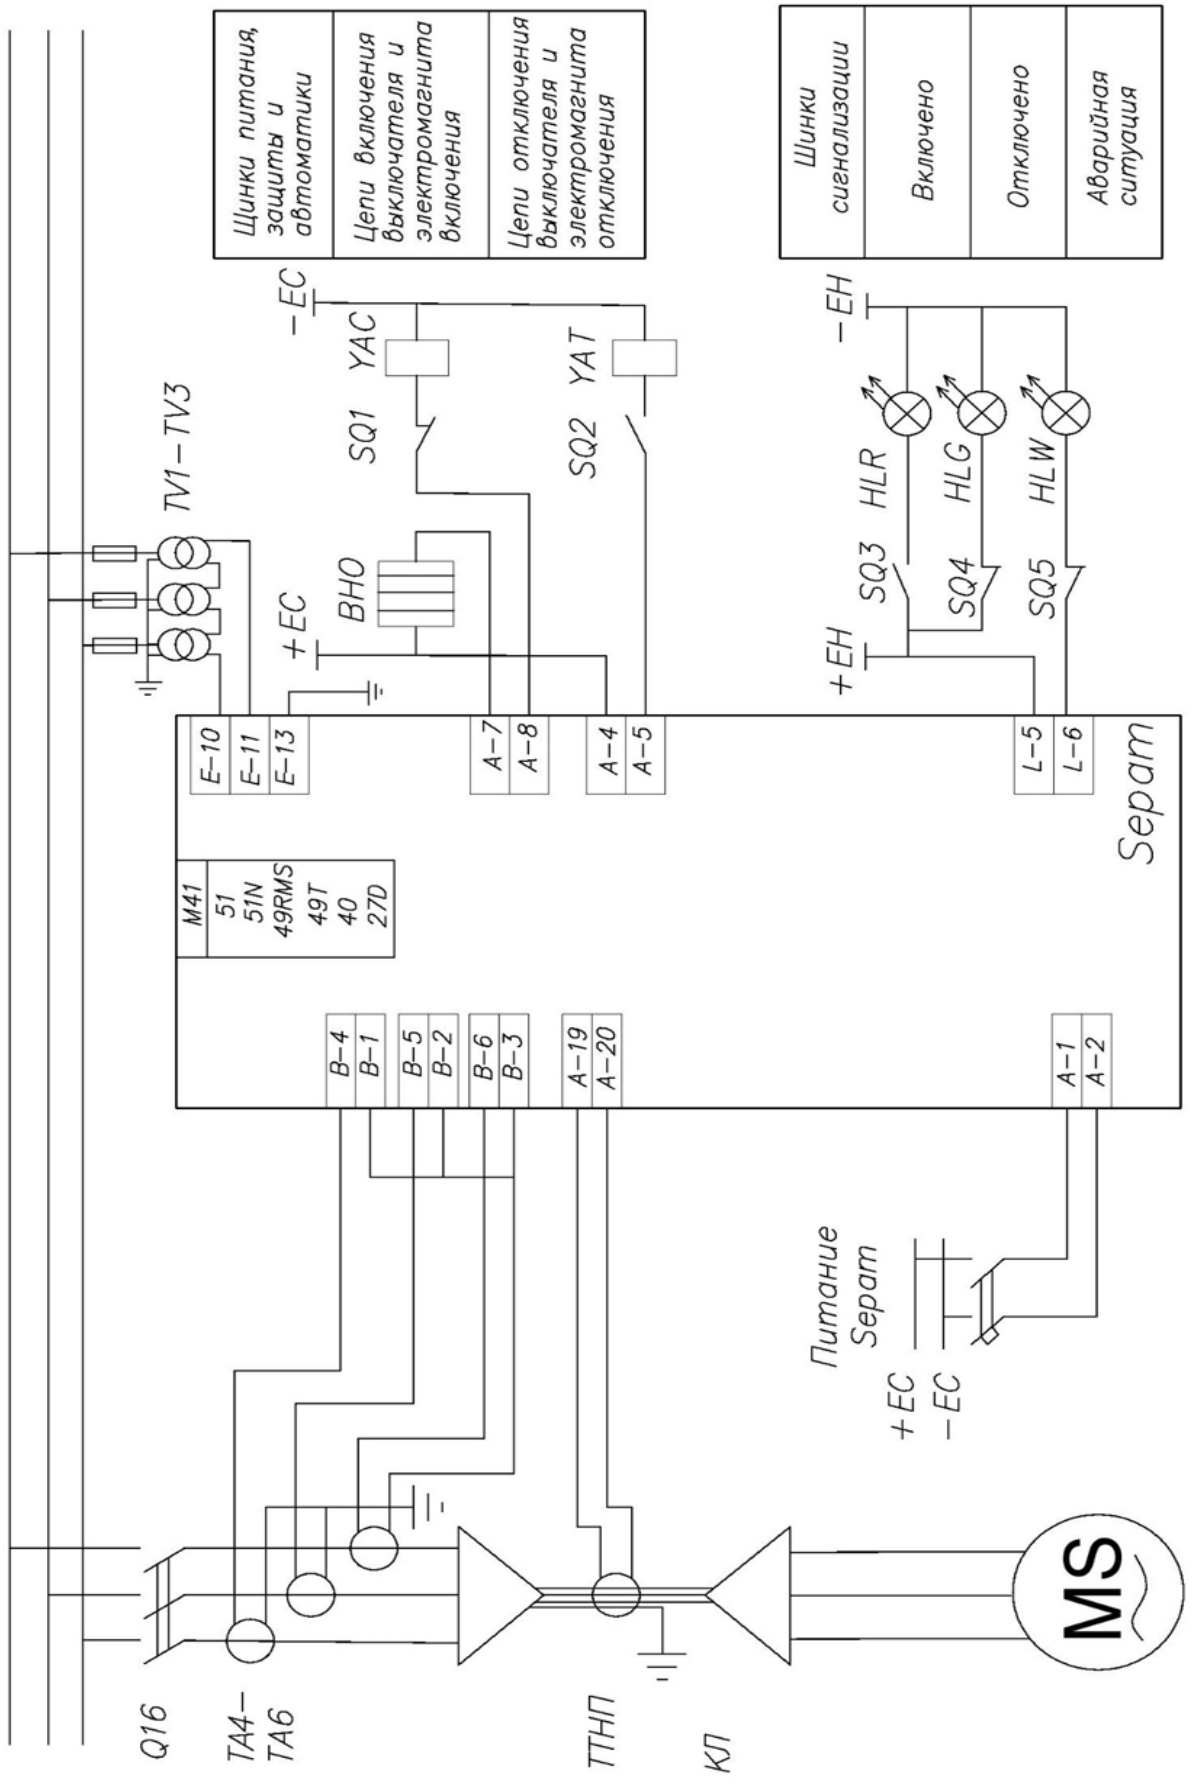 Шинки питания,
защиты и
автоматики
Цепи включения
выключателя и
электромагнита
включения
Цепи отключения
выключателя и
электромагнита
отключения
Шинки
сигнализации
Включено
Отключено
Аварийная
ситуация
TV1-TV3
-EC
YAC
SQ1
YAT
SQ2
+EC
ВНО
-EH
HLR
HLG
HLW
SQ3
SQ4
SQ5
+EH
E-10
E-11
E-13
A-7
A-8
A-4
A-5
L-5
L-6
Sepam
M41
51
51N
49RMS
49T
40
27D
B-4
B-1
B-5
B-2
B-6
B-3
A-19
A-20
A-1
A-2
Питание
Sepam
+EC
-EC
Q16
TA4-
TA6
ТТНП
КЛ
MS